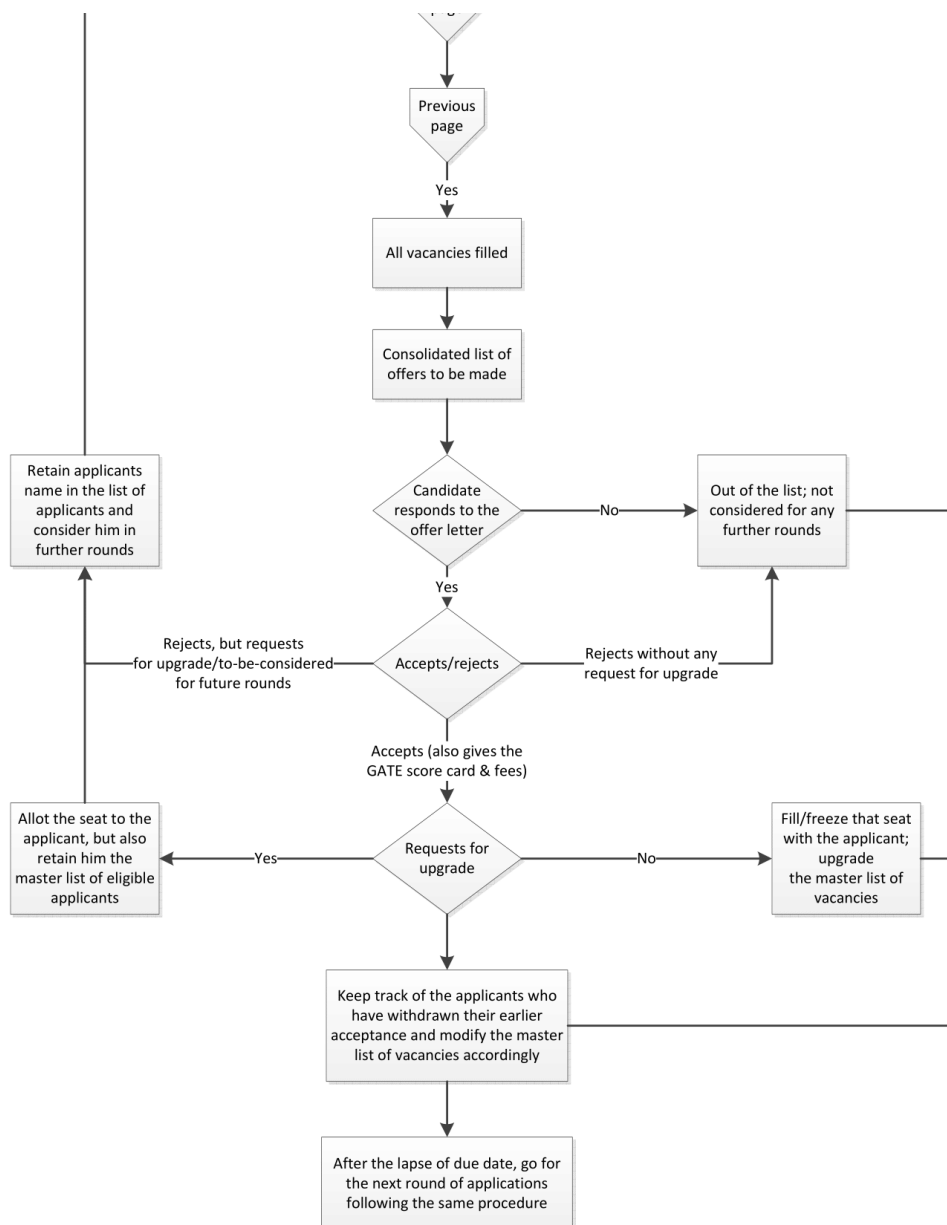 Previous
page
Yes
All vacancies filled
Consolidated list of
offers to be made
Retain applicants
name in the list of
applicants and
consider him in
further rounds
Candidate
responds to the
offer letter
No
Out of the list; not
considered for any
further rounds
Yes
Rejects, but requests
for upgrade/to-be-considered
for future rounds
Accepts/rejects
Rejects without any
request for upgrade
Accepts (also gives the
GATE score card & fees)
Allot the seat to the
applicant, but also
retain him the
master list of eligible
applicants
Yes
Requests for
upgrade
No
Fill/freeze that seat
with the applicant;
upgrade
the master list of
vacancies
Keep track of the applicants who
have withdrawn their earlier
acceptance and modify the master
list of vacancies accordingly
After the lapse of due date, go for
the next round of applications
following the same procedure